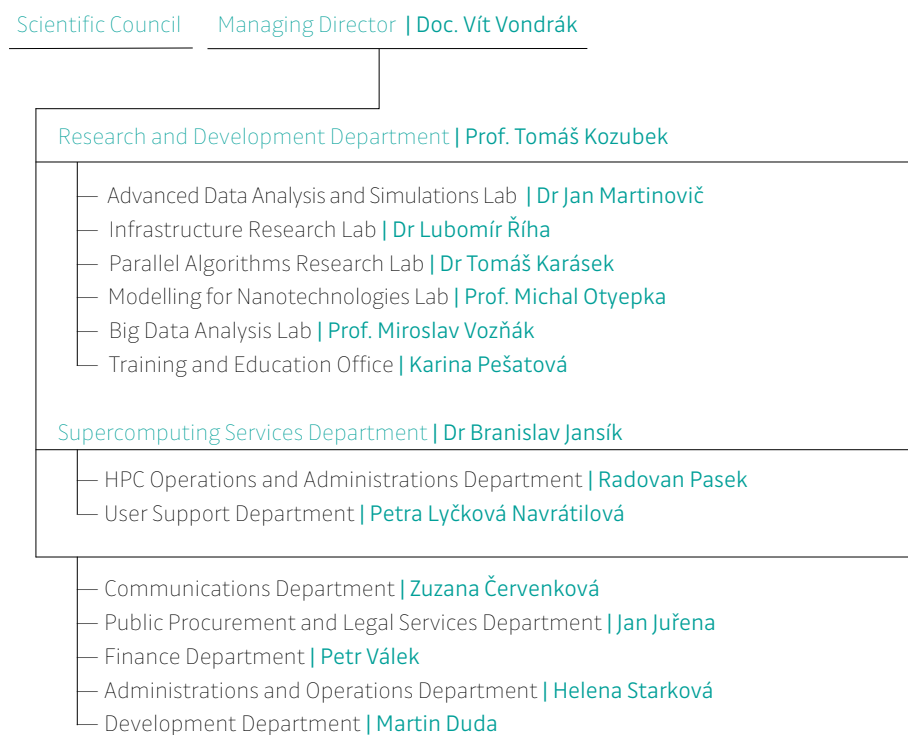 Scientific Council Managing Director | Doc. Vít Vondrák
Research and Development Department | Prof. Tomáš Kozubek
Advanced Data Analysis and Simulations Lab | Dr Jan Martinovič
Infrastructure Research Lab | Dr Lubomír Říha
Parallel Algorithms Research Lab | Dr Tomáš Karásek
Modelling for Nanotechnologies Lab | Prof. Michal Otyepka
Big Data Analysis Lab | Prof. Miroslav Vozňák
Training and Education Office | Karina Pešatová
Supercomputing Services Department | Dr Branislav Jansík
HPC Operations and Administrations Department | Radovan Pasek
User Support Department | Petra Lyčková Navrátilová
Communications Department | Zuzana Červenková
Public Procurement and Legal Services Department | Jan Juřena
Finance Department | Petr Válek
Administrations and Operations Department | Helena Starková
Development Department | Martin Duda